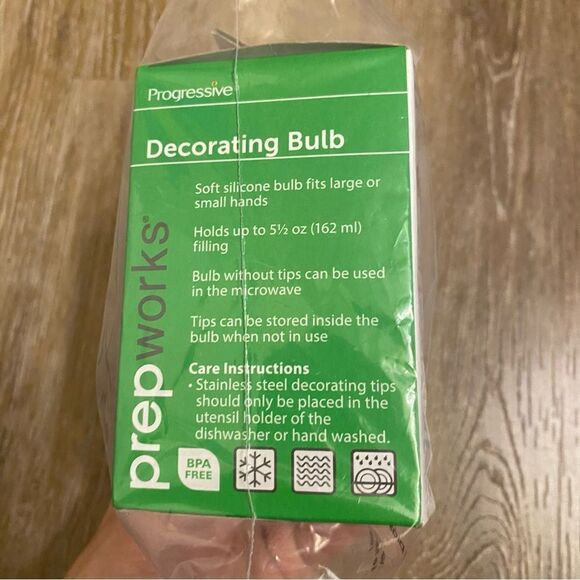 Progressive
Decorating Bulb
Soft silicone bulb fits large or
small hands
Holds up to 5½ oz (162 ml)
filling
Bulb without tips can be used
in the microwave
Tips can be stored inside the
bulb when not in use
Care Instructions
• Stainless steel decorating tips
should only be placed in the
utensil holder of the
dishwasher or hand washed.
prepworks®
BPA
FREE